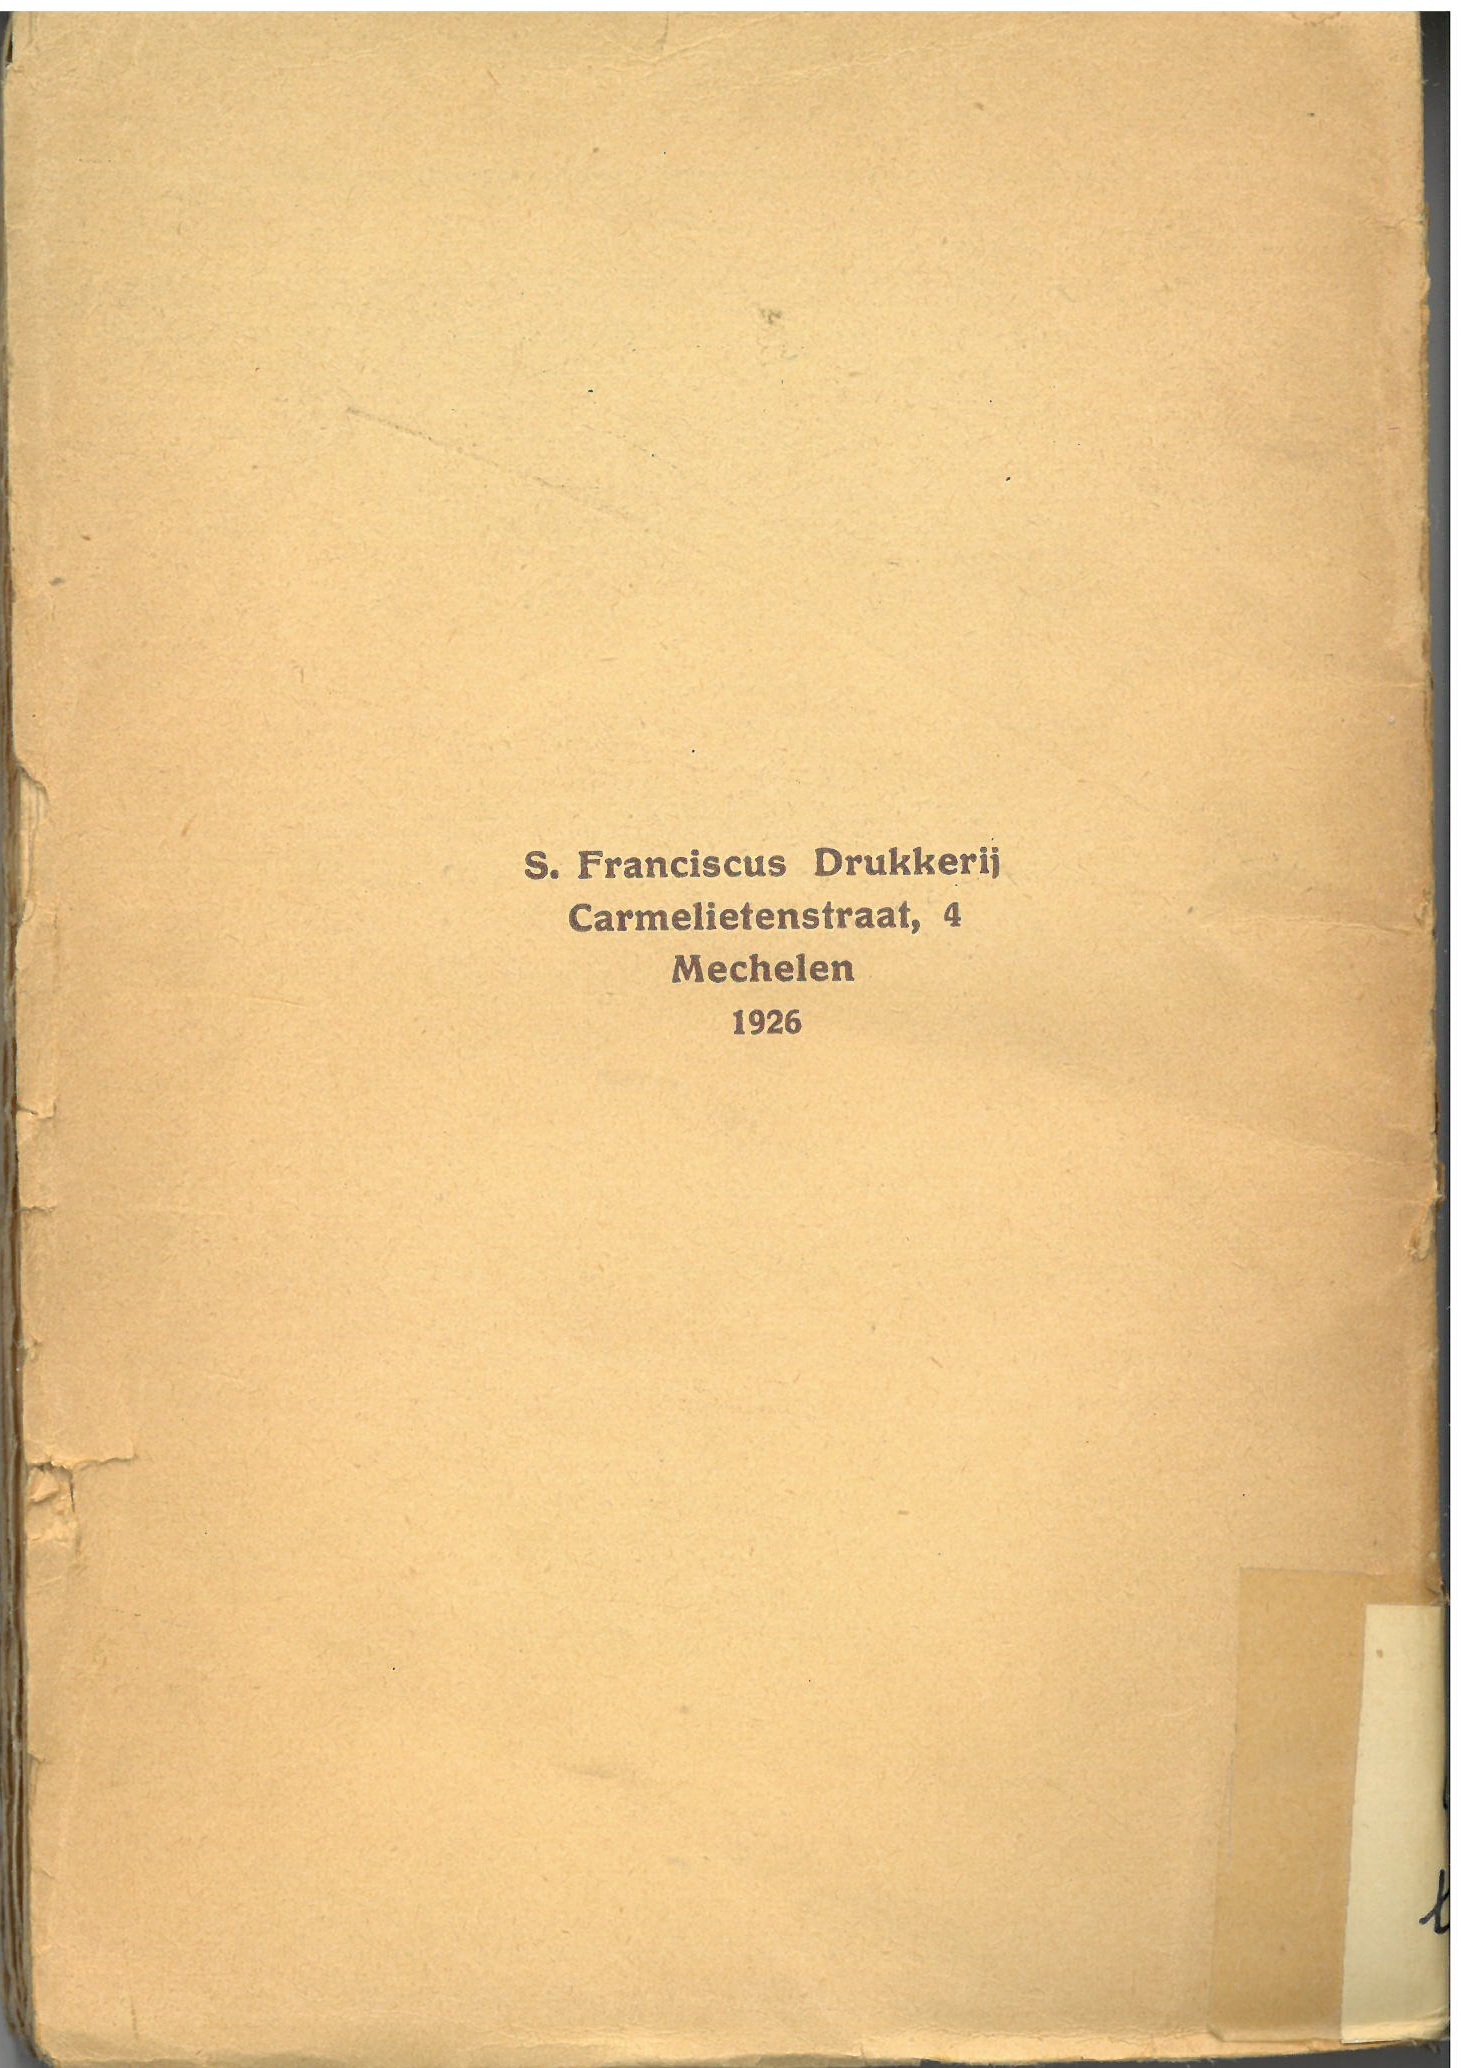 S. Franciscus Drukkerij
Carmelietenstraat, 4
Mechelen
1926